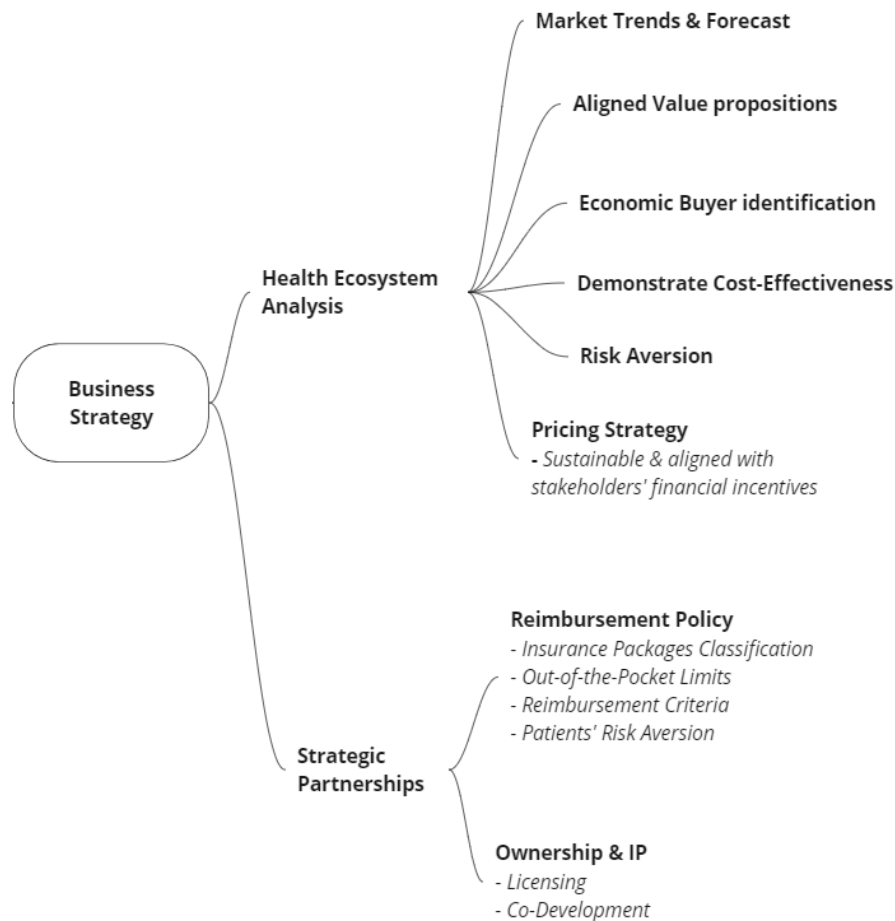 Market Trends & Forecast
Aligned Value propositions
Economic Buyer identification
Health Ecosystem
Analysis
Demonstrate Cost-Effectiveness
Risk Aversion
Business
Strategy
Pricing Strategy
- Sustainable & aligned with
stakeholders' financial incentives
Reimbursement Policy
- Insurance Packages Classification
- Out-of-the-Pocket Limits
- Reimbursement Criteria
- Patients' Risk Aversion
Strategic
Partnerships
Ownership & IP
- Licensing
- Co-Development